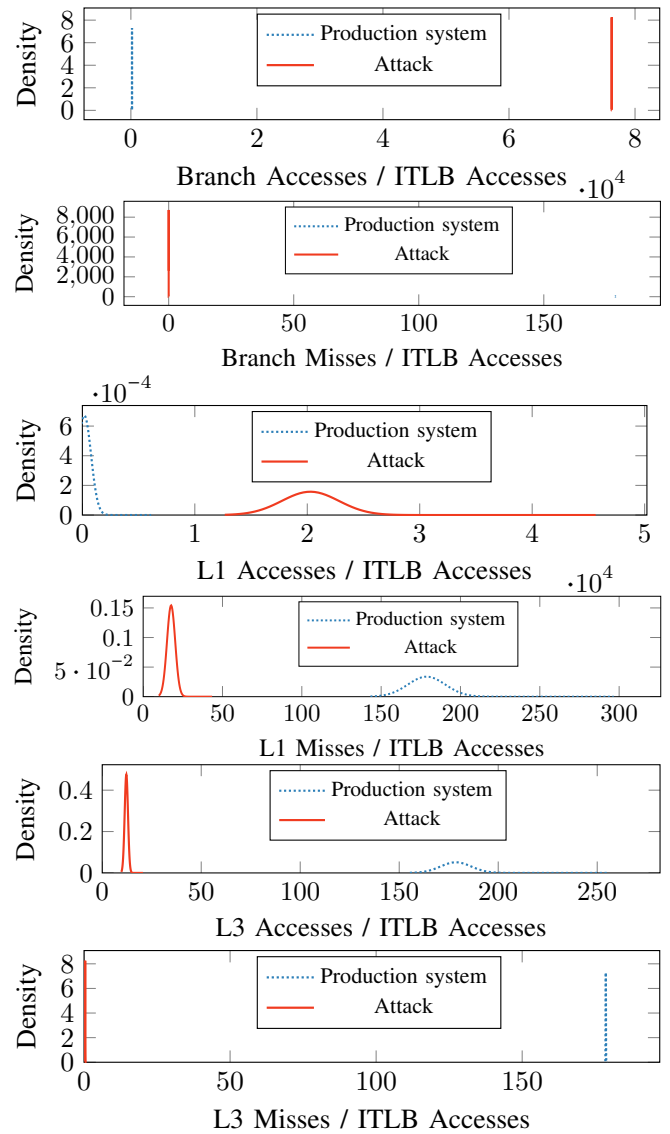 8
6
4
2
0
Density
Production system
Attack
0 2 4 6 8
Branch Accesses / ITLB Accesses
·10⁴
8,000
6,000
4,000
2,000
0
Density
Production system
Attack
0 50 100 150
Branch Misses / ITLB Accesses
·10⁻⁴
6
4
2
0
Density
Production system
Attack
0 1 2 3 4 5
L1 Accesses / ITLB Accesses
·10⁴
0.15
0.1
5 · 10⁻²
0
Density
Production system
Attack
0 50 100 150 200 250 300
L1 Misses / ITLB Accesses
0.4
0.2
0
Density
Production system
Attack
0 50 100 150 200 250
L3 Accesses / ITLB Accesses
8
6
4
2
0
Density
Production system
Attack
0 50 100 150
L3 Misses / ITLB Accesses